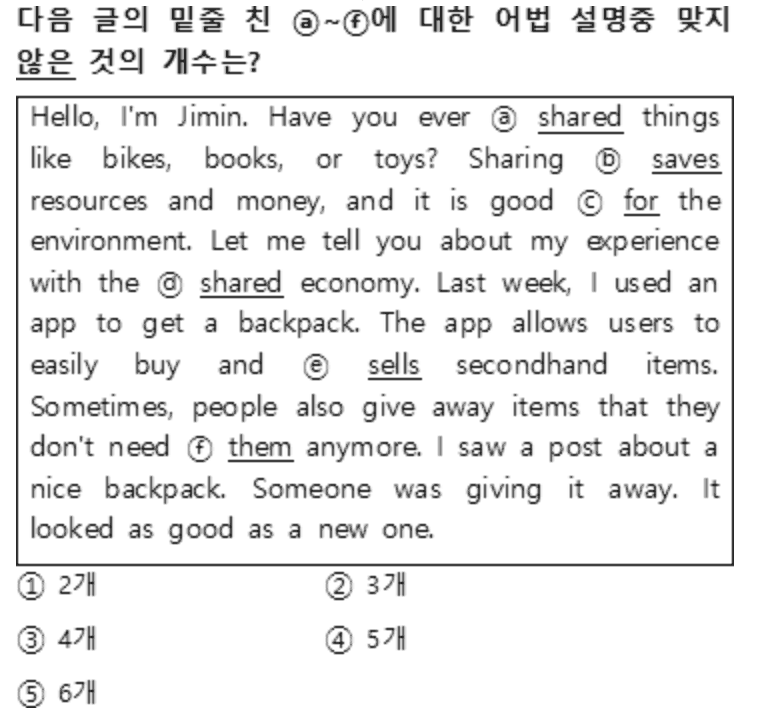 다음 글의 밑줄 친 ⓐ~ⓕ에 대한 어법 설명중 맞지
않은 것의 개수는?
Hello, I'm Jimin. Have you ever ⓐ shared things
like bikes, books, or toys? Sharing ⓑ saves
resources and money, and it is good ⓒ for the
environment. Let me tell you about my experience
with the ⓓ shared economy. Last week, I used an
app to get a backpack. The app allows users to
easily buy and ⓔ sells secondhand items.
Sometimes, people also give away items that they
don't need ⓕ them anymore. I saw a post about a
nice backpack. Someone was giving it away. It
looked as good as a new one.
① 2개 ② 3개
③ 4개 ④ 5개
⑤ 6개